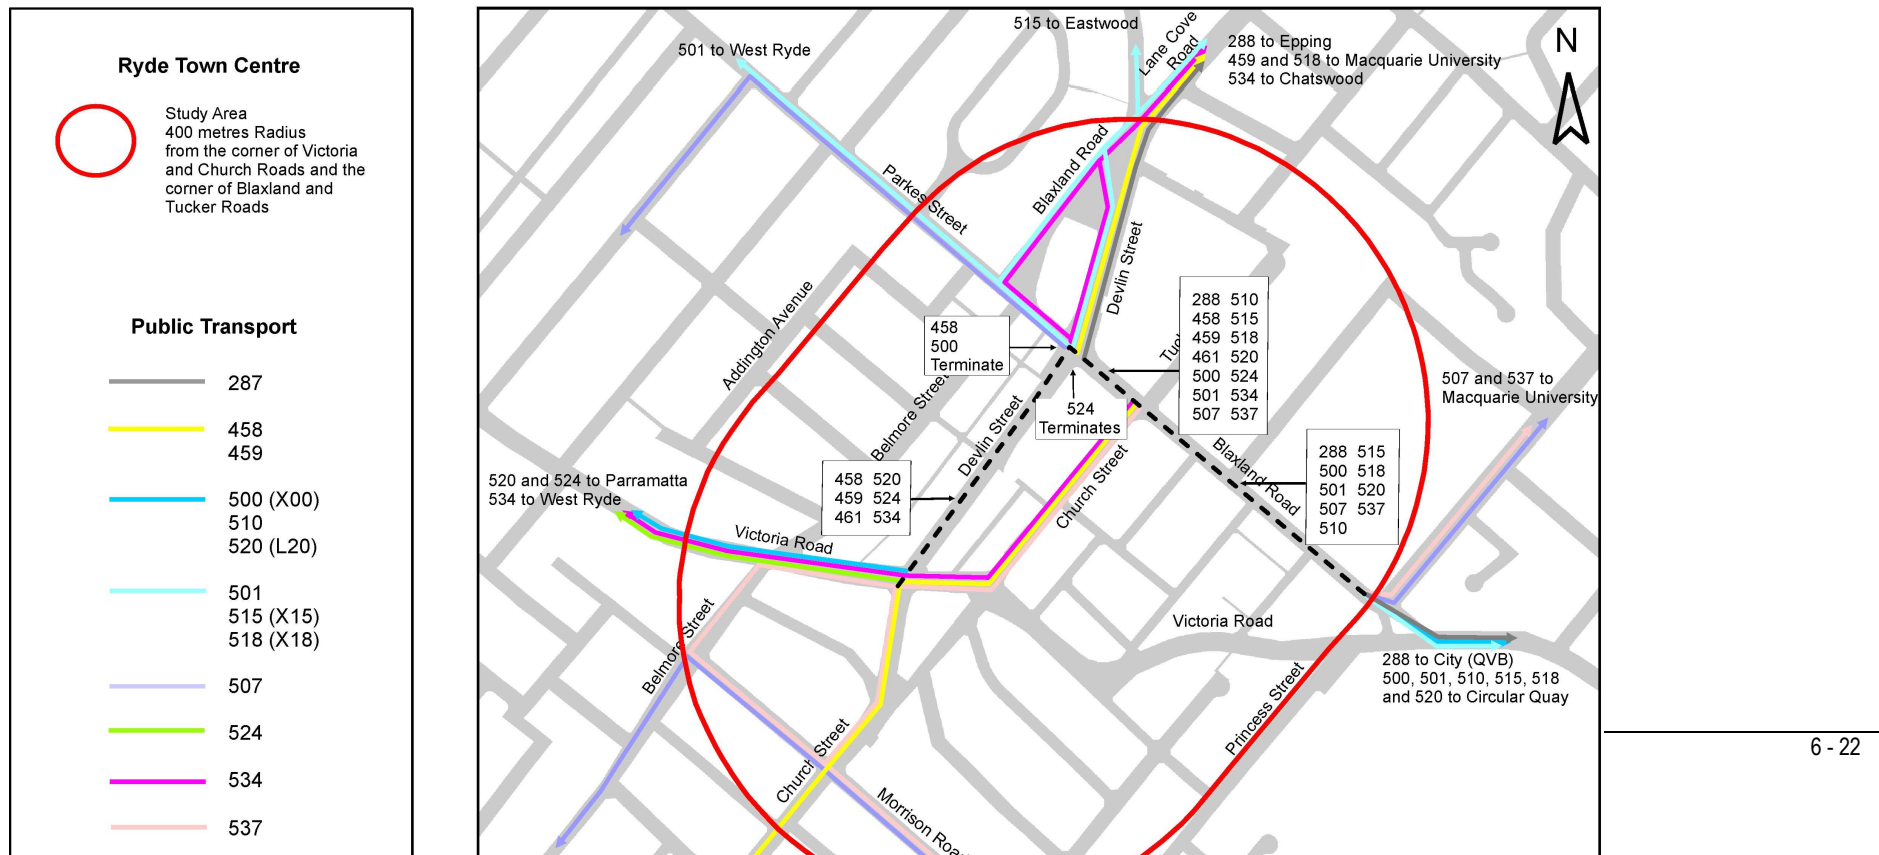 Ryde Town Centre
Study Area
400 metres Radius
from the corner of Victoria
and Church Roads and the
corner of Blaxland and
Tucker Roads
Public Transport
287
458
459
500 (X00)
510
520 (L20)
501
515 (X15)
518 (X18)
507
524
534
537
515 to Eastwood
501 to West Ryde
Lane Cove
Road
288 to Epping
459 and 518 to Macquarie University
534 to Chatswood
N
Blaxland Road
Parkes Street
Devlin Street
Addington Avenue
288 510
458 515
459 518
461 520
500 524
501 534
507 537
458
500
Terminate
Belmore Street
Devlin Street
524
Terminates
507 and 537 to
Macquarie University
Church Street
Blaxland Road
288 515
500 518
501 520
507 537
510
458 520
459 524
461 534
520 and 524 to Parramatta
534 to West Ryde
Victoria Road
Belmore Street
Victoria Road
Princess Street
288 to City (QVB)
500, 501, 510, 515, 518
and 520 to Circular Quay
Church Street
Morrison Road
6 - 22